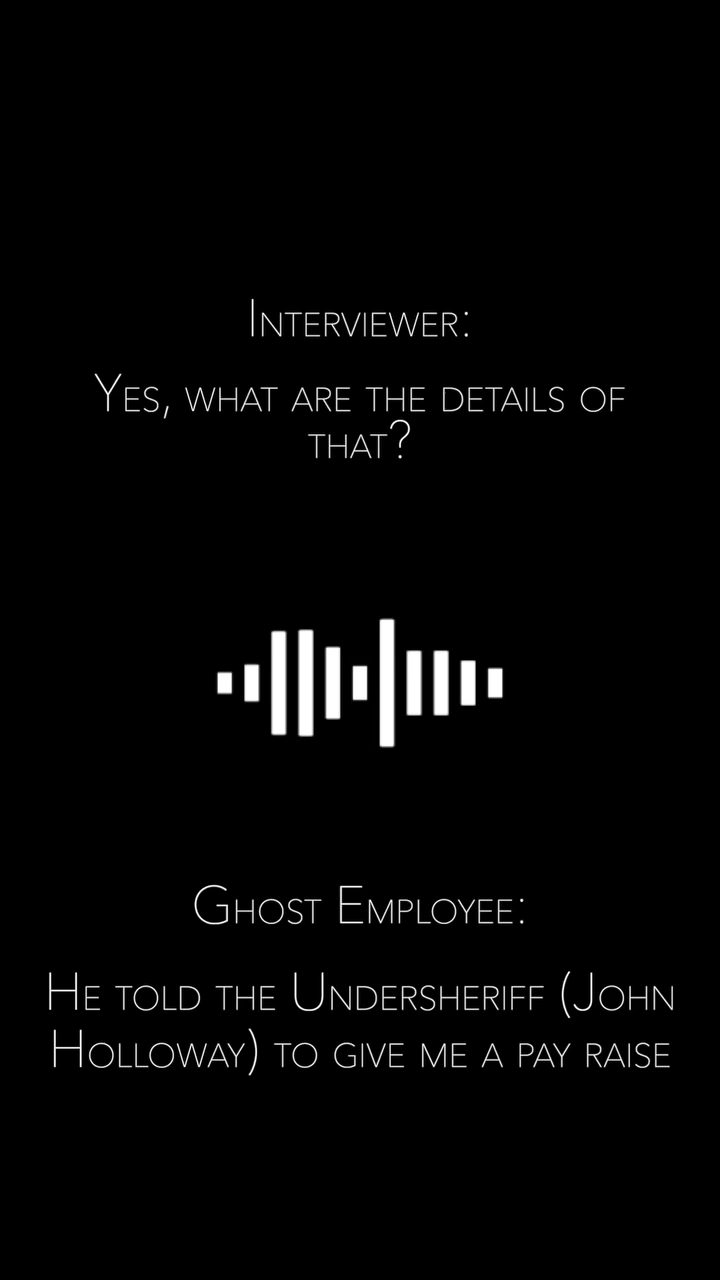 Interviewer:
Yes, what are the details of
that?
Ghost Employee:
He told the Undersheriff (John
Holloway) to give me a pay raise